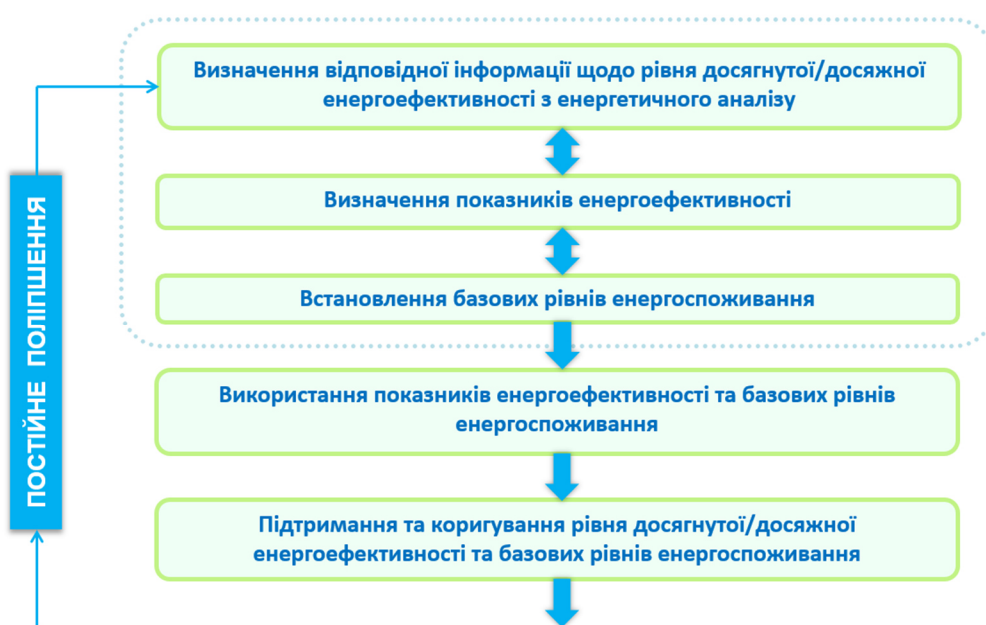 Визначення відповідної інформації щодо рівня досягнутої/досяжної
енергоефективності з енергетичного аналізу
Визначення показників енергоефективності
Встановлення базових рівнів енергоспоживання
Використання показників енергоефективності та базових рівнів
енергоспоживання
Підтримання та коригування рівня досягнутої/досяжної
енергоефективності та базових рівнів енергоспоживання
ПОСТІЙНЕ ПОЛІПШЕННЯ